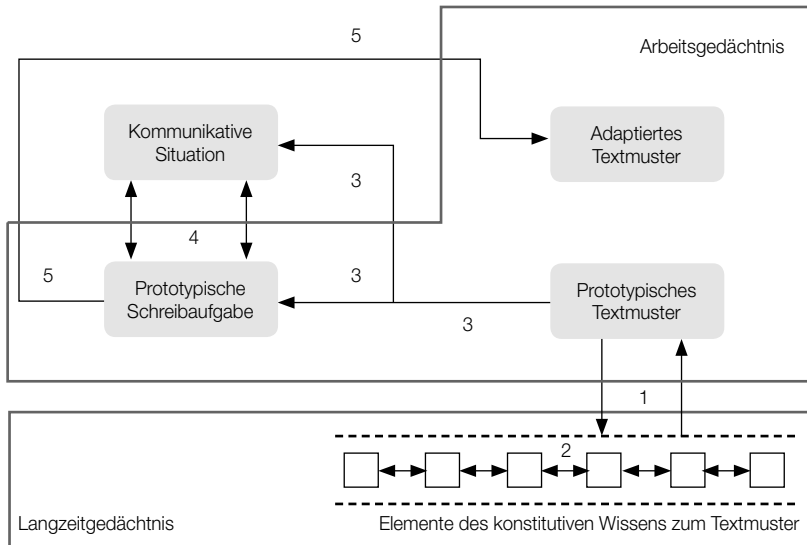 5
Arbeitsgedächtnis
Kommunikative
Situation
Adaptiertes
Textmuster
3
4
5
Prototypische
Schreibaufgabe
3
3
Prototypisches
Textmuster
1
2
Langzeitgedächtnis
Elemente des konstitutiven Wissens zum Textmuster